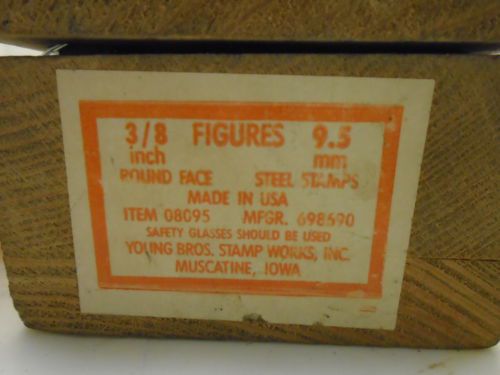 3/8 FIGURES 9.5
inch mm
ROUND FACE STEEL STAMPS
MADE IN USA
ITEM 08095 MFGR. 698690
SAFETY GLASSES SHOULD BE USED
YOUNG BROS. STAMP WORKS, INC.
MUSCATINE, IOWA